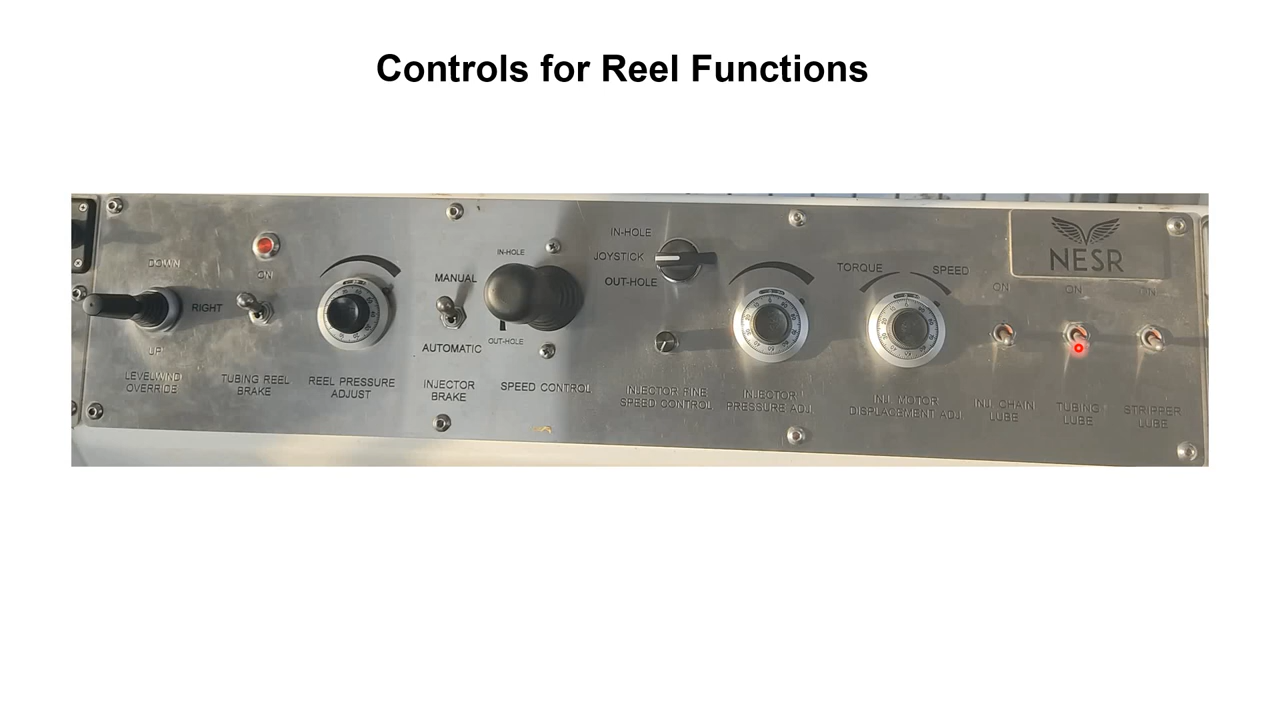 Controls for Reel Functions
DOWN
RIGHT
UP
LEVELWIND
OVERRIDE
ON
TUBING REEL
BRAKE
REEL PRESSURE
ADJUST
MANUAL
AUTOMATIC
INJECTOR
BRAKE
IN-HOLE
OUT-HOLE
SPEED CONTROL
IN-HOLE
JOYSTICK
OUT-HOLE
INJECTOR FINE
SPEED CONTROL
INJECTOR
PRESSURE ADJ.
TORQUE
SPEED
INJ. MOTOR
DISPLACEMENT ADJ.
NESR
ON
INJ. CHAIN
LUBE
ON
TUBING
LUBE
ON
STRIPPER
LUBE